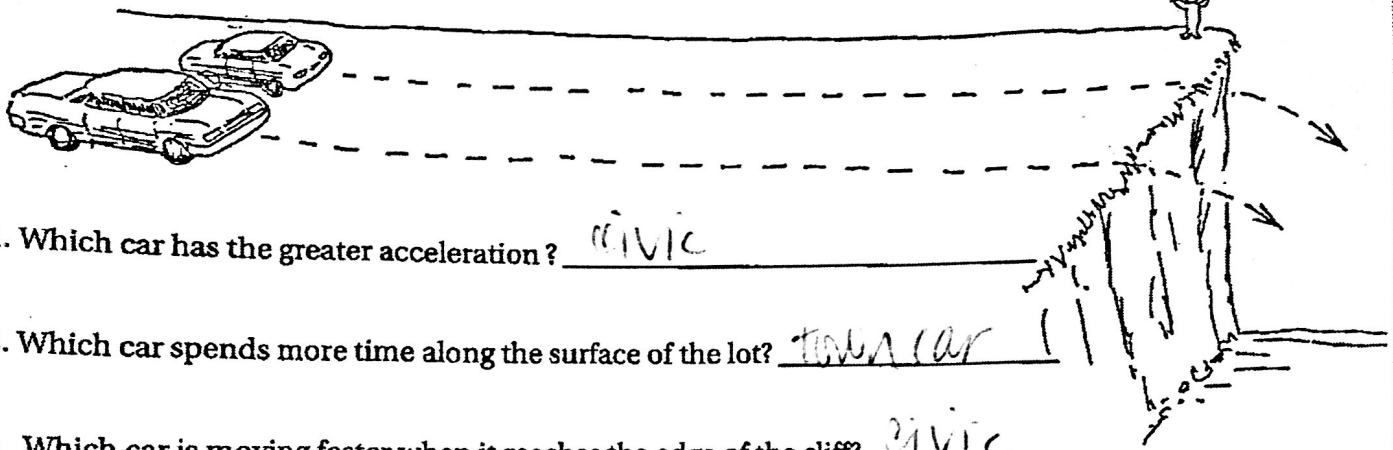 . Which car has the greater acceleration? civic
. Which car spends more time along the surface of the lot? town car
Which car is moving faster when it reaches the edge of the cliff? civic